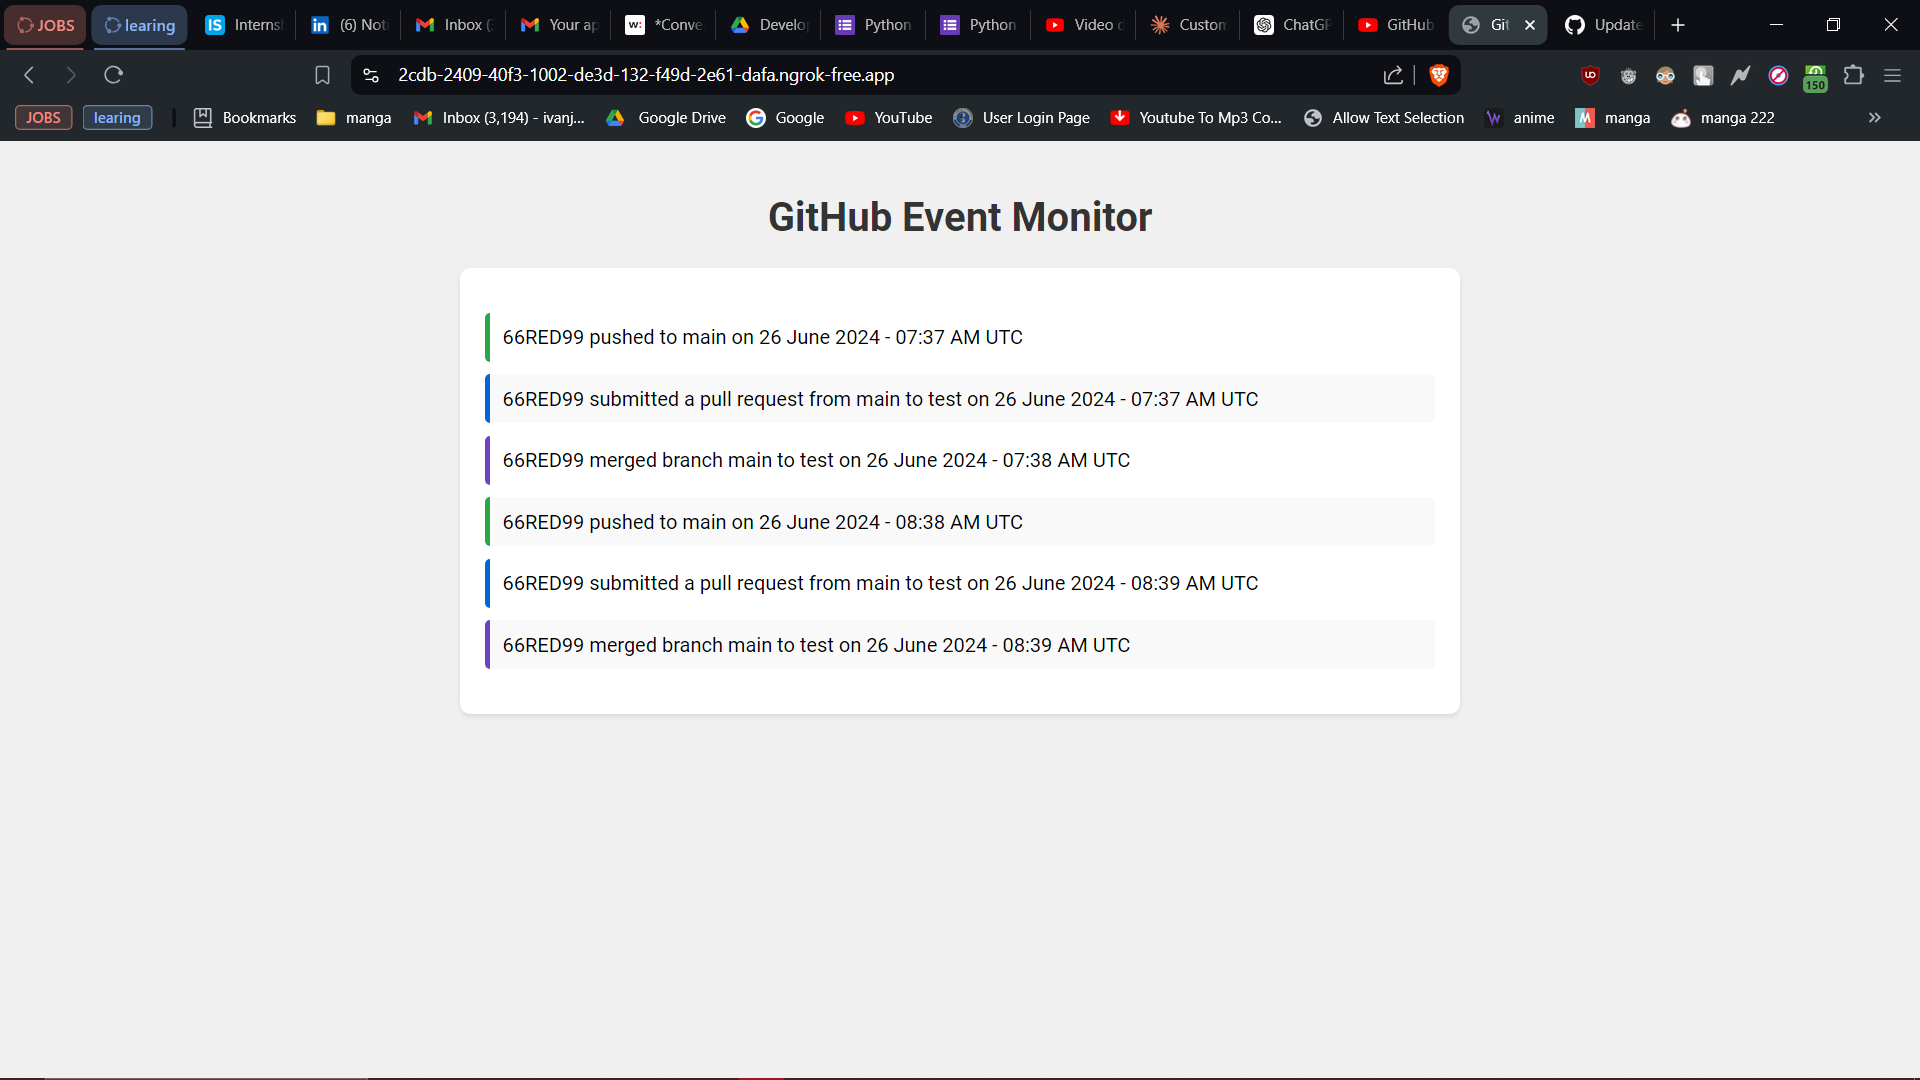 JOBS learing Interns (6) Noti Inbox ( Your ap *Conve Develop Python Python Video d Custom ChatGP GitHub Git Update
2cdb-2409-40f3-1002-de3d-132-f49d-2e61-dafa.ngrok-free.app 150
JOBS learing Bookmarks manga Inbox (3,194) - ivanj... Google Drive Google YouTube User Login Page Youtube To Mp3 Co... Allow Text Selection anime manga manga 222
GitHub Event Monitor
66RED99 pushed to main on 26 June 2024 - 07:37 AM UTC
66RED99 submitted a pull request from main to test on 26 June 2024 - 07:37 AM UTC
66RED99 merged branch main to test on 26 June 2024 - 07:38 AM UTC
66RED99 pushed to main on 26 June 2024 - 08:38 AM UTC
66RED99 submitted a pull request from main to test on 26 June 2024 - 08:39 AM UTC
66RED99 merged branch main to test on 26 June 2024 - 08:39 AM UTC